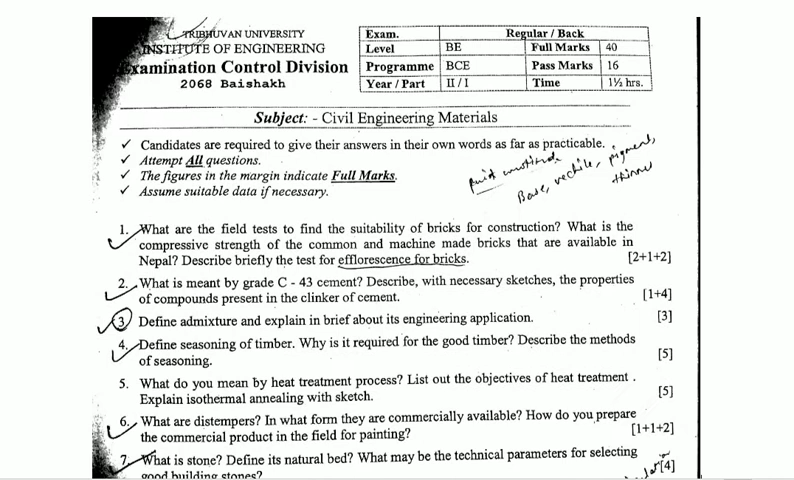 TRIBHUVAN UNIVERSITY
INSTITUTE OF ENGINEERING
Examination Control Division
2068 Baishakh
Exam. Regular / Back
Level BE Full Marks 40
Programme BCE Pass Marks 16
Year / Part II / I Time 1½ hrs.
Subject: - Civil Engineering Materials
✓ Candidates are required to give their answers in their own words as far as practicable.
✓ Attempt All questions.
✓ The figures in the margin indicate Full Marks.
✓ Assume suitable data if necessary.
Base, vechile, pigment,
thinner
1. What are the field tests to find the suitability of bricks for construction? What is the
compressive strength of the common and machine made bricks that are available in
Nepal? Describe briefly the test for efflorescence for bricks. [2+1+2]
2. What is meant by grade C - 43 cement? Describe, with necessary sketches, the properties
of compounds present in the clinker of cement. [1+4]
3. Define admixture and explain in brief about its engineering application. [3]
4. Define seasoning of timber. Why is it required for the good timber? Describe the methods
of seasoning. [5]
5. What do you mean by heat treatment process? List out the objectives of heat treatment .
Explain isothermal annealing with sketch. [5]
6. What are distempers? In what form they are commercially available? How do you prepare
the commercial product in the field for painting? [1+1+2]
7. What is stone? Define its natural bed? What may be the technical parameters for selecting
good building stones? [4]